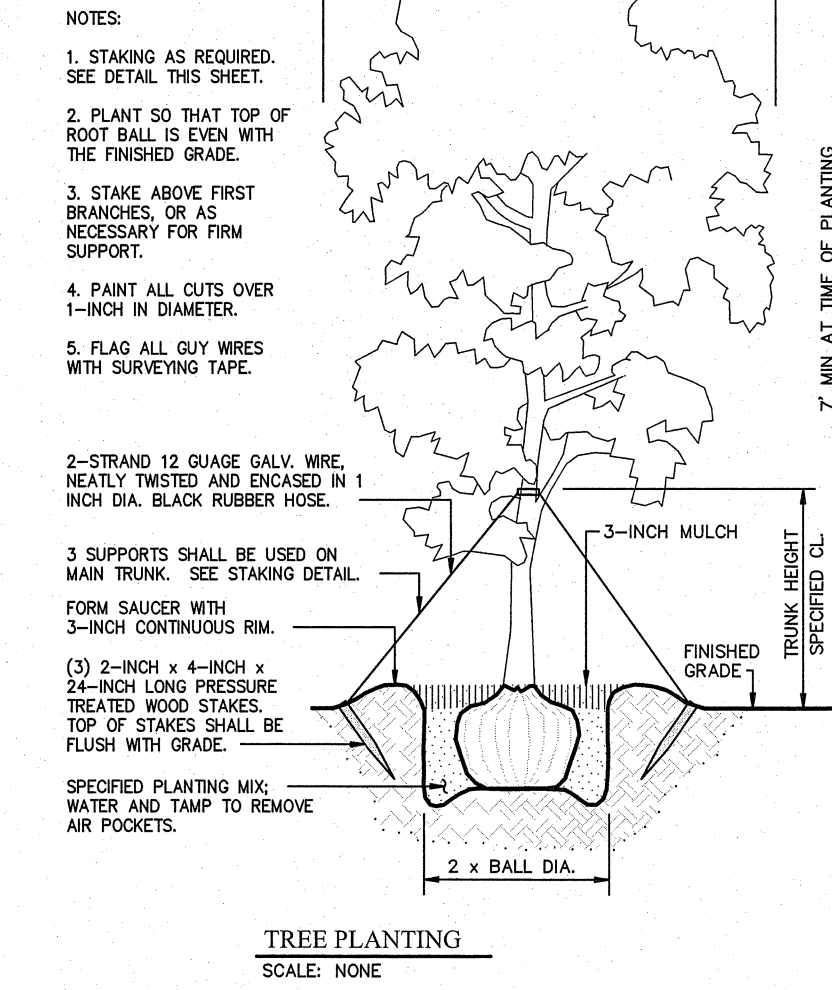 NOTES:
1. STAKING AS REQUIRED.
SEE DETAIL THIS SHEET.
2. PLANT SO THAT TOP OF
ROOT BALL IS EVEN WITH
THE FINISHED GRADE.
3. STAKE ABOVE FIRST
BRANCHES, OR AS
NECESSARY FOR FIRM
SUPPORT.
4. PAINT ALL CUTS OVER
1-INCH IN DIAMETER.
5. FLAG ALL GUY WIRES
WITH SURVEYING TAPE.
2-STRAND 12 GUAGE GALV. WIRE,
NEATLY TWISTED AND ENCASED IN 1
INCH DIA. BLACK RUBBER HOSE.
3 SUPPORTS SHALL BE USED ON
MAIN TRUNK. SEE STAKING DETAIL.
FORM SAUCER WITH
3-INCH CONTINUOUS RIM.
(3) 2-INCH x 4-INCH x
24-INCH LONG PRESSURE
TREATED WOOD STAKES.
TOP OF STAKES SHALL BE
FLUSH WITH GRADE.
SPECIFIED PLANTING MIX;
WATER AND TAMP TO REMOVE
AIR POCKETS.
3-INCH MULCH
FINISHED
GRADE
TRUNK HEIGHT
SPECIFIED CL.
7' MIN AT TIME OF PLANTING
2 x BALL DIA.
TREE PLANTING
SCALE: NONE